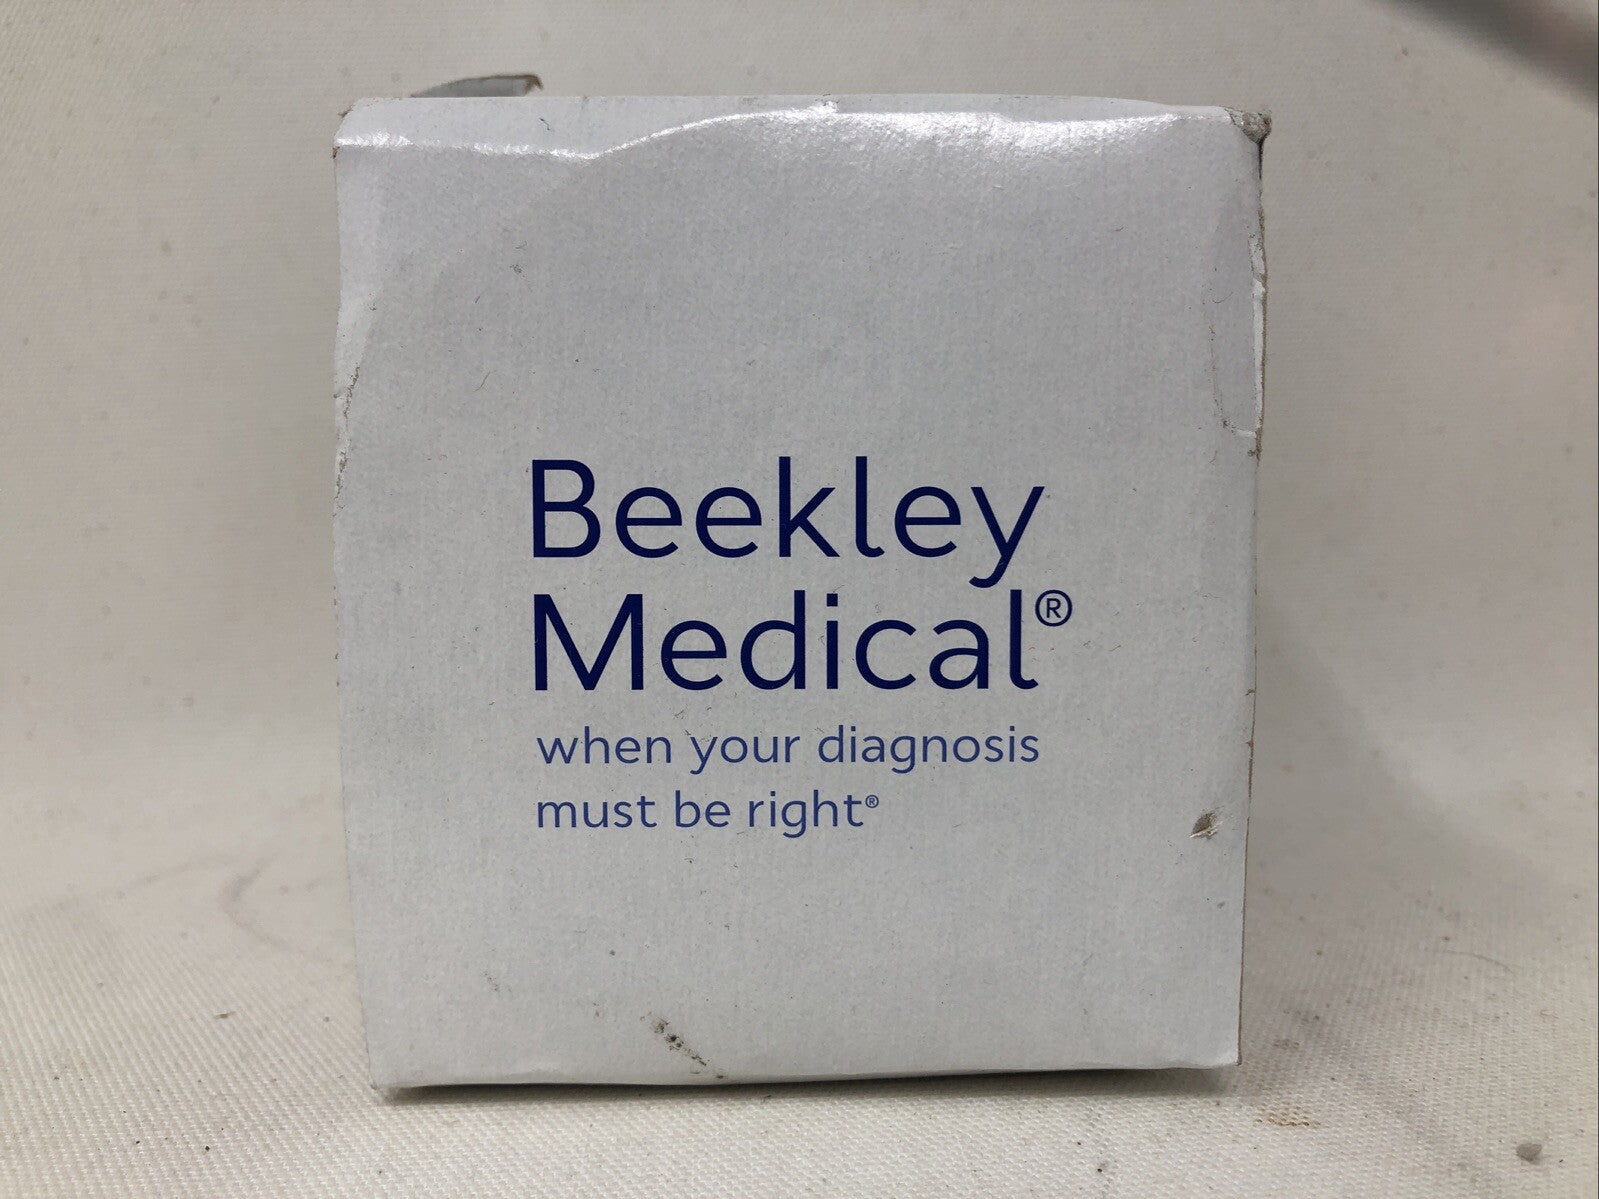 Beekley
Medical®
when your diagnosis
must be right®